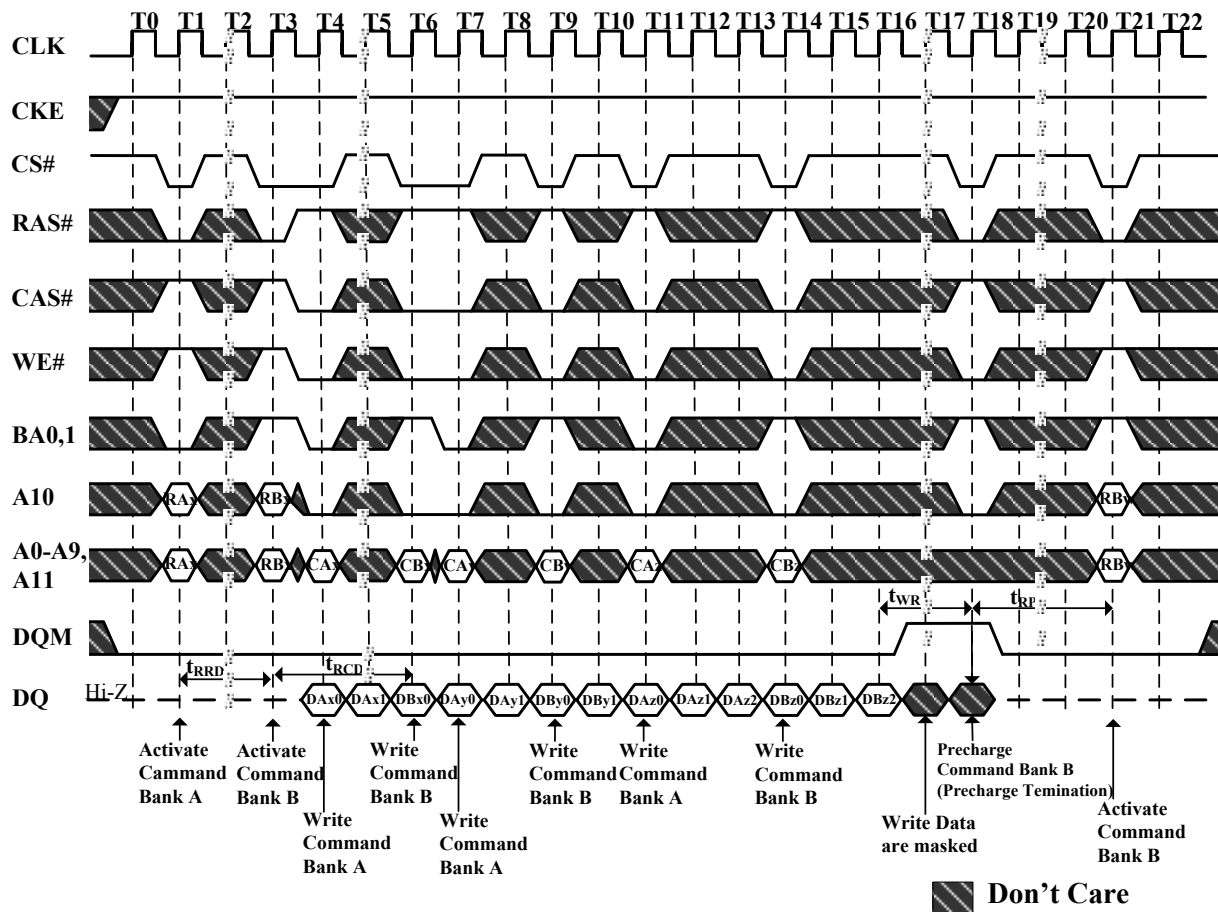 T0 T1 T2 T3 T4 T5 T6 T7 T8 T9 T10 T11 T12 T13 T14 T15 T16 T17 T18 T19 T20 T21 T22
CLK
CKE
CS#
RAS#
CAS#
WE#
BA0,1
A10
RAx RBx
A0-A9,
A11
RAx RBx CAx CBx CBz
tWR tRP
DQM
tRRD tRCD
DQ
Hi-Z
DAx0 DAx1 DBx0 DAy0 DAy1 DBy0 DBy1 DAz0 DAz1 DAz2 DBz0 DBz1 DBz2
Activate
Cammand
Bank A
Activate
Command
Bank B
Write
Command
Bank B
Write
Command
Bank B
Write
Command
Bank A
Write
Command
Bank B
Precharge
Command Bank B
(Precharge Temination)
Write
Command
Bank A
Write
Command
Bank A
Write Data
are masked
Activate
Command
Bank B
Don't Care